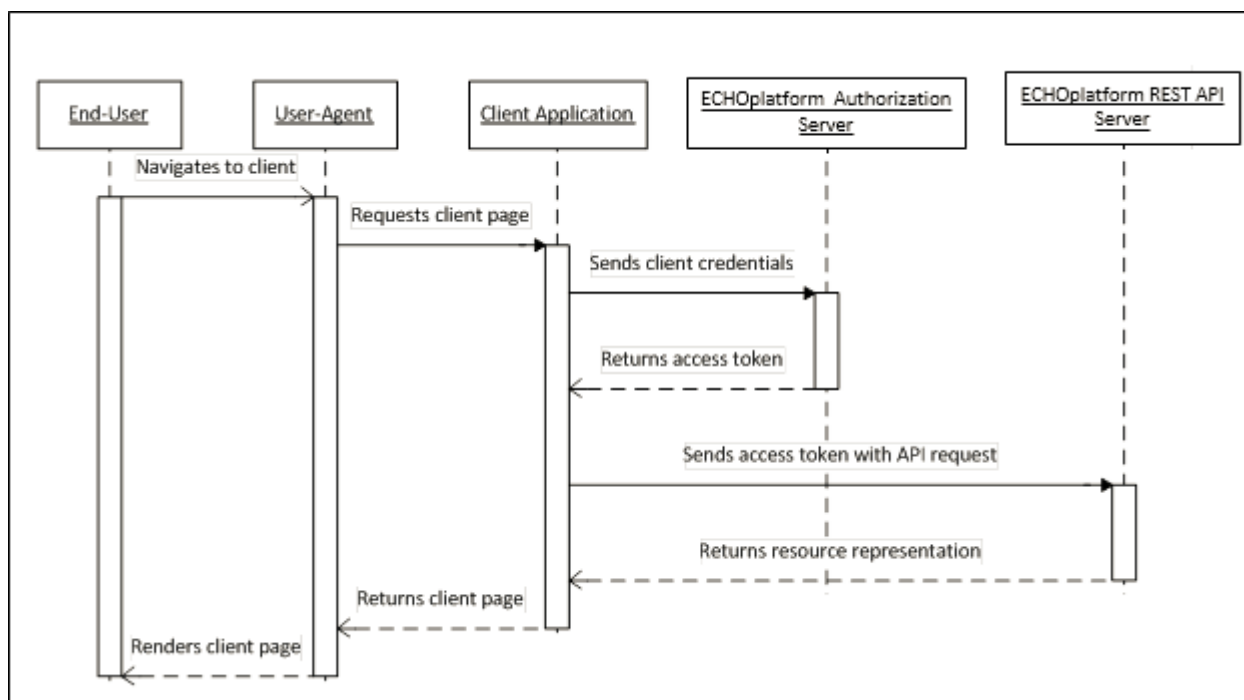 End-User
User-Agent
Client Application
ECHOplatform Authorization
Server
ECHOplatform REST API
Server
Navigates to client
Requests client page
Sends client credentials
Returns access token
Sends access token with API request
Returns resource representation
Returns client page
Renders client page